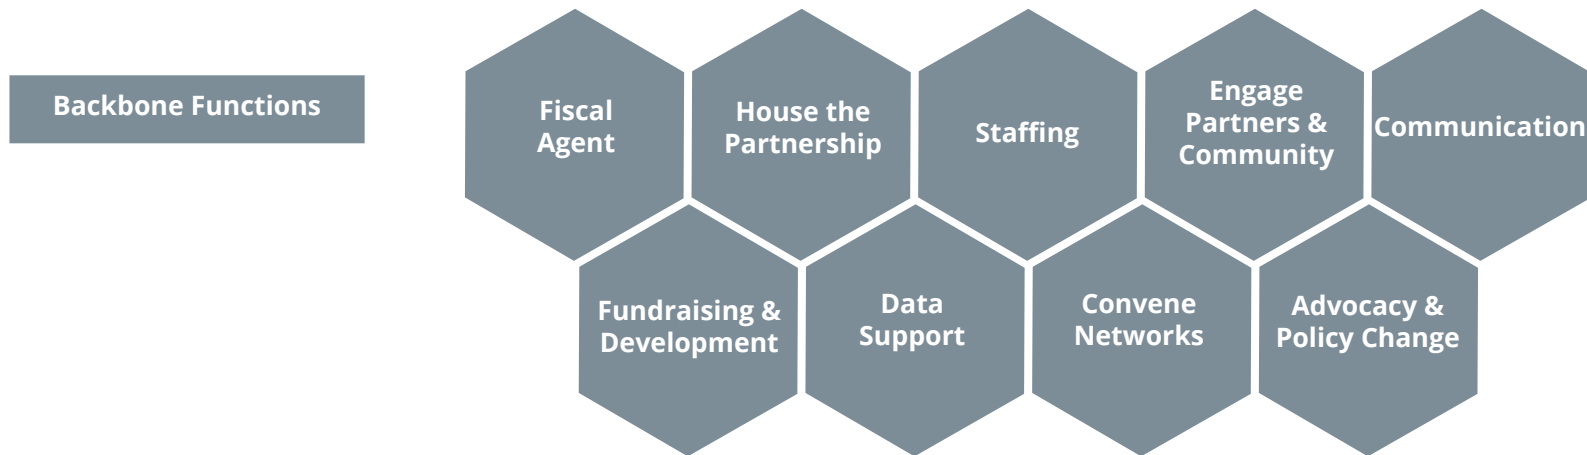 Backbone Functions
Fiscal
Agent
House the
Partnership
Staffing
Engage
Partners &
Community
Communication
Fundraising &
Development
Data
Support
Convene
Networks
Advocacy &
Policy Change